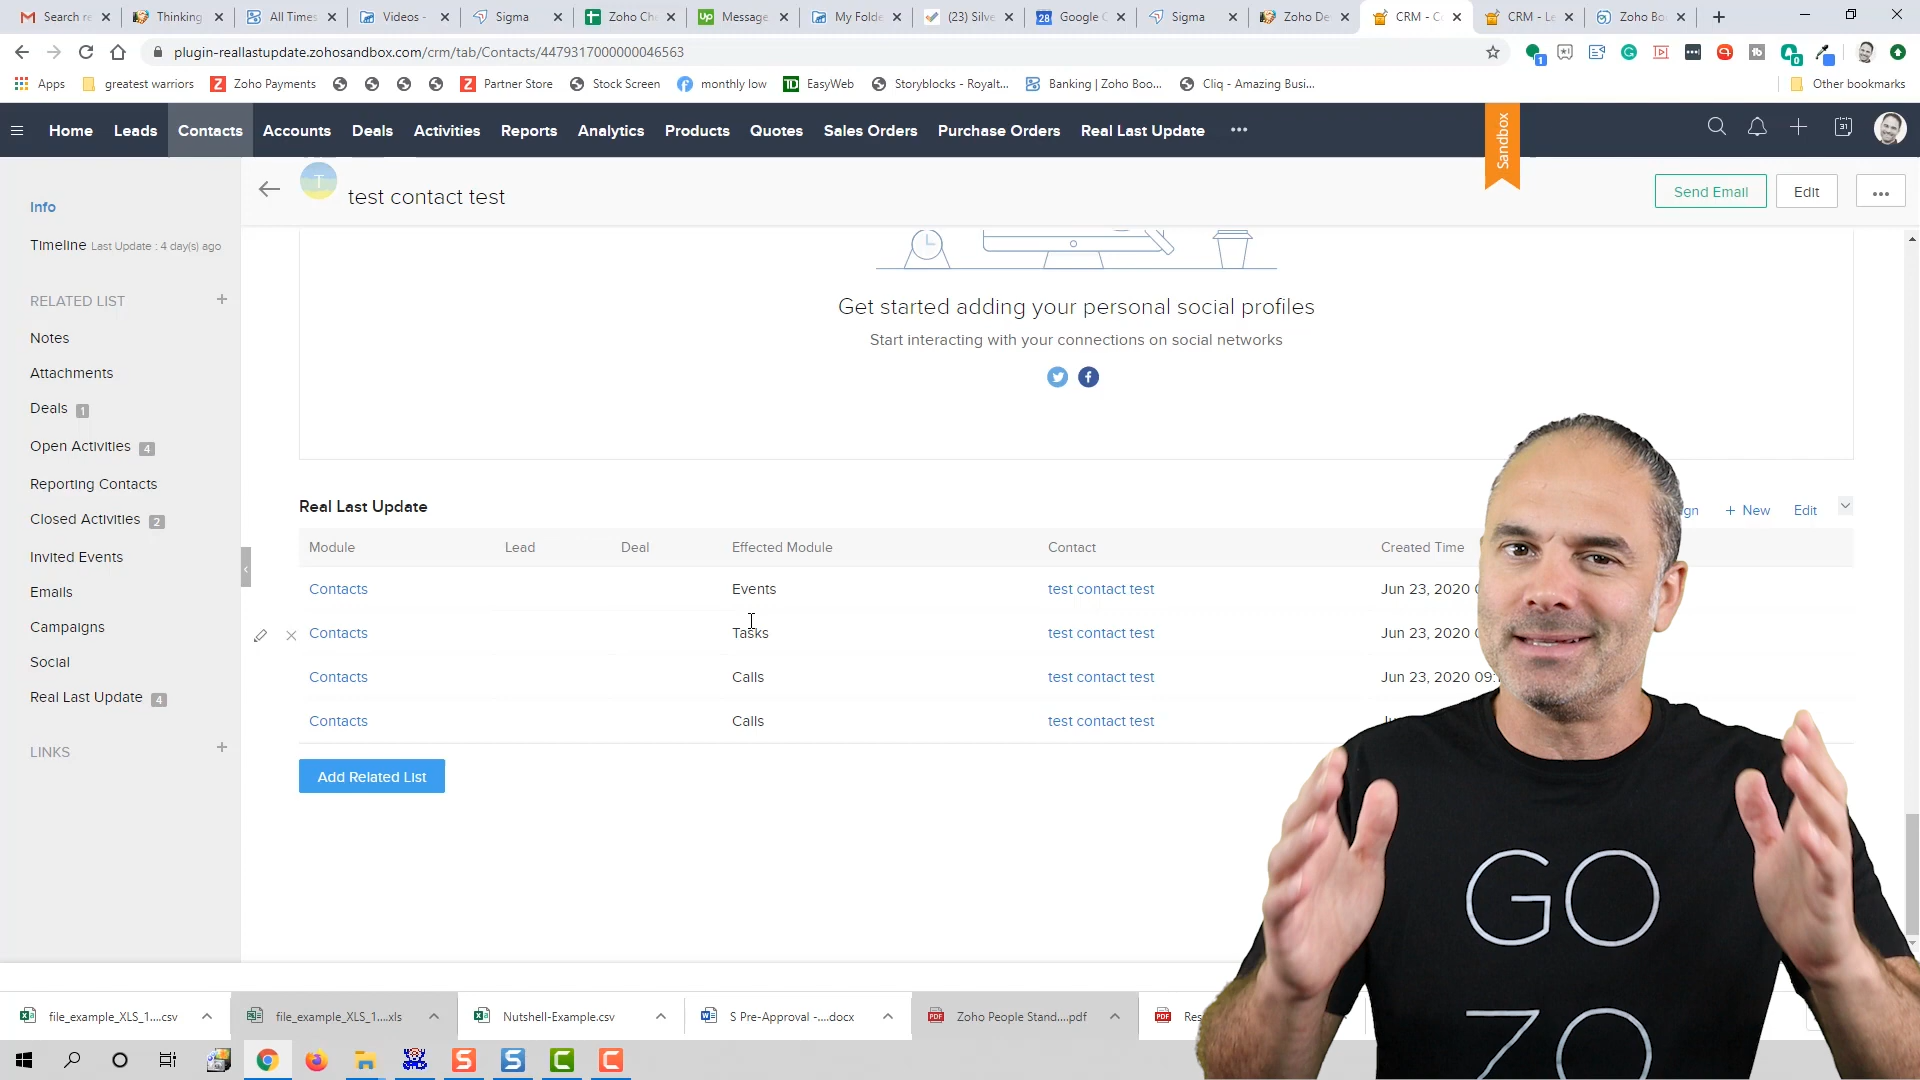 Search re
Thinking
All Times
Videos -
Sigma
Zoho Cr
Up Message
My Folde
(23) Silve
28 Google C
Sigma
Zoho De
CRM - C
CRM - Le
Zoho Bo
plugin-reallastupdate.zohosandbox.com/crm/tab/Contacts/4479317000000046563
Apps
greatest warriors
Zoho Payments
Partner Store
Stock Screen
monthly low
EasyWeb
Storyblocks - Royalt...
Banking | Zoho Boo...
Cliq - Amazing Busi...
Other bookmarks
Home
Leads
Contacts
Accounts
Deals
Activities
Reports
Analytics
Products
Quotes
Sales Orders
Purchase Orders
Real Last Update
Sandbox
T
test contact test
Send Email
Edit
Info
Timeline Last Update : 4 day(s) ago
RELATED LIST
Notes
Attachments
Deals 1
Open Activities 4
Reporting Contacts
Closed Activities 2
Invited Events
Emails
Campaigns
Social
Real Last Update 4
LINKS
Get started adding your personal social profiles
Start interacting with your connections on social networks
Real Last Update
gn
+ New
Edit
Module Lead Deal Effected Module Contact Created Time
Contacts Events test contact test Jun 23, 2020 0
Contacts Tasks test contact test Jun 23, 2020
Contacts Calls test contact test Jun 23, 2020 09:
Contacts Calls test contact test
Add Related List
GO
ZO
file_example_XLS_1....csv
file_example_XLS_1....xls
Nutshell-Example.csv
S Pre-Approval -....docx
Zoho People Stand....pdf
Res